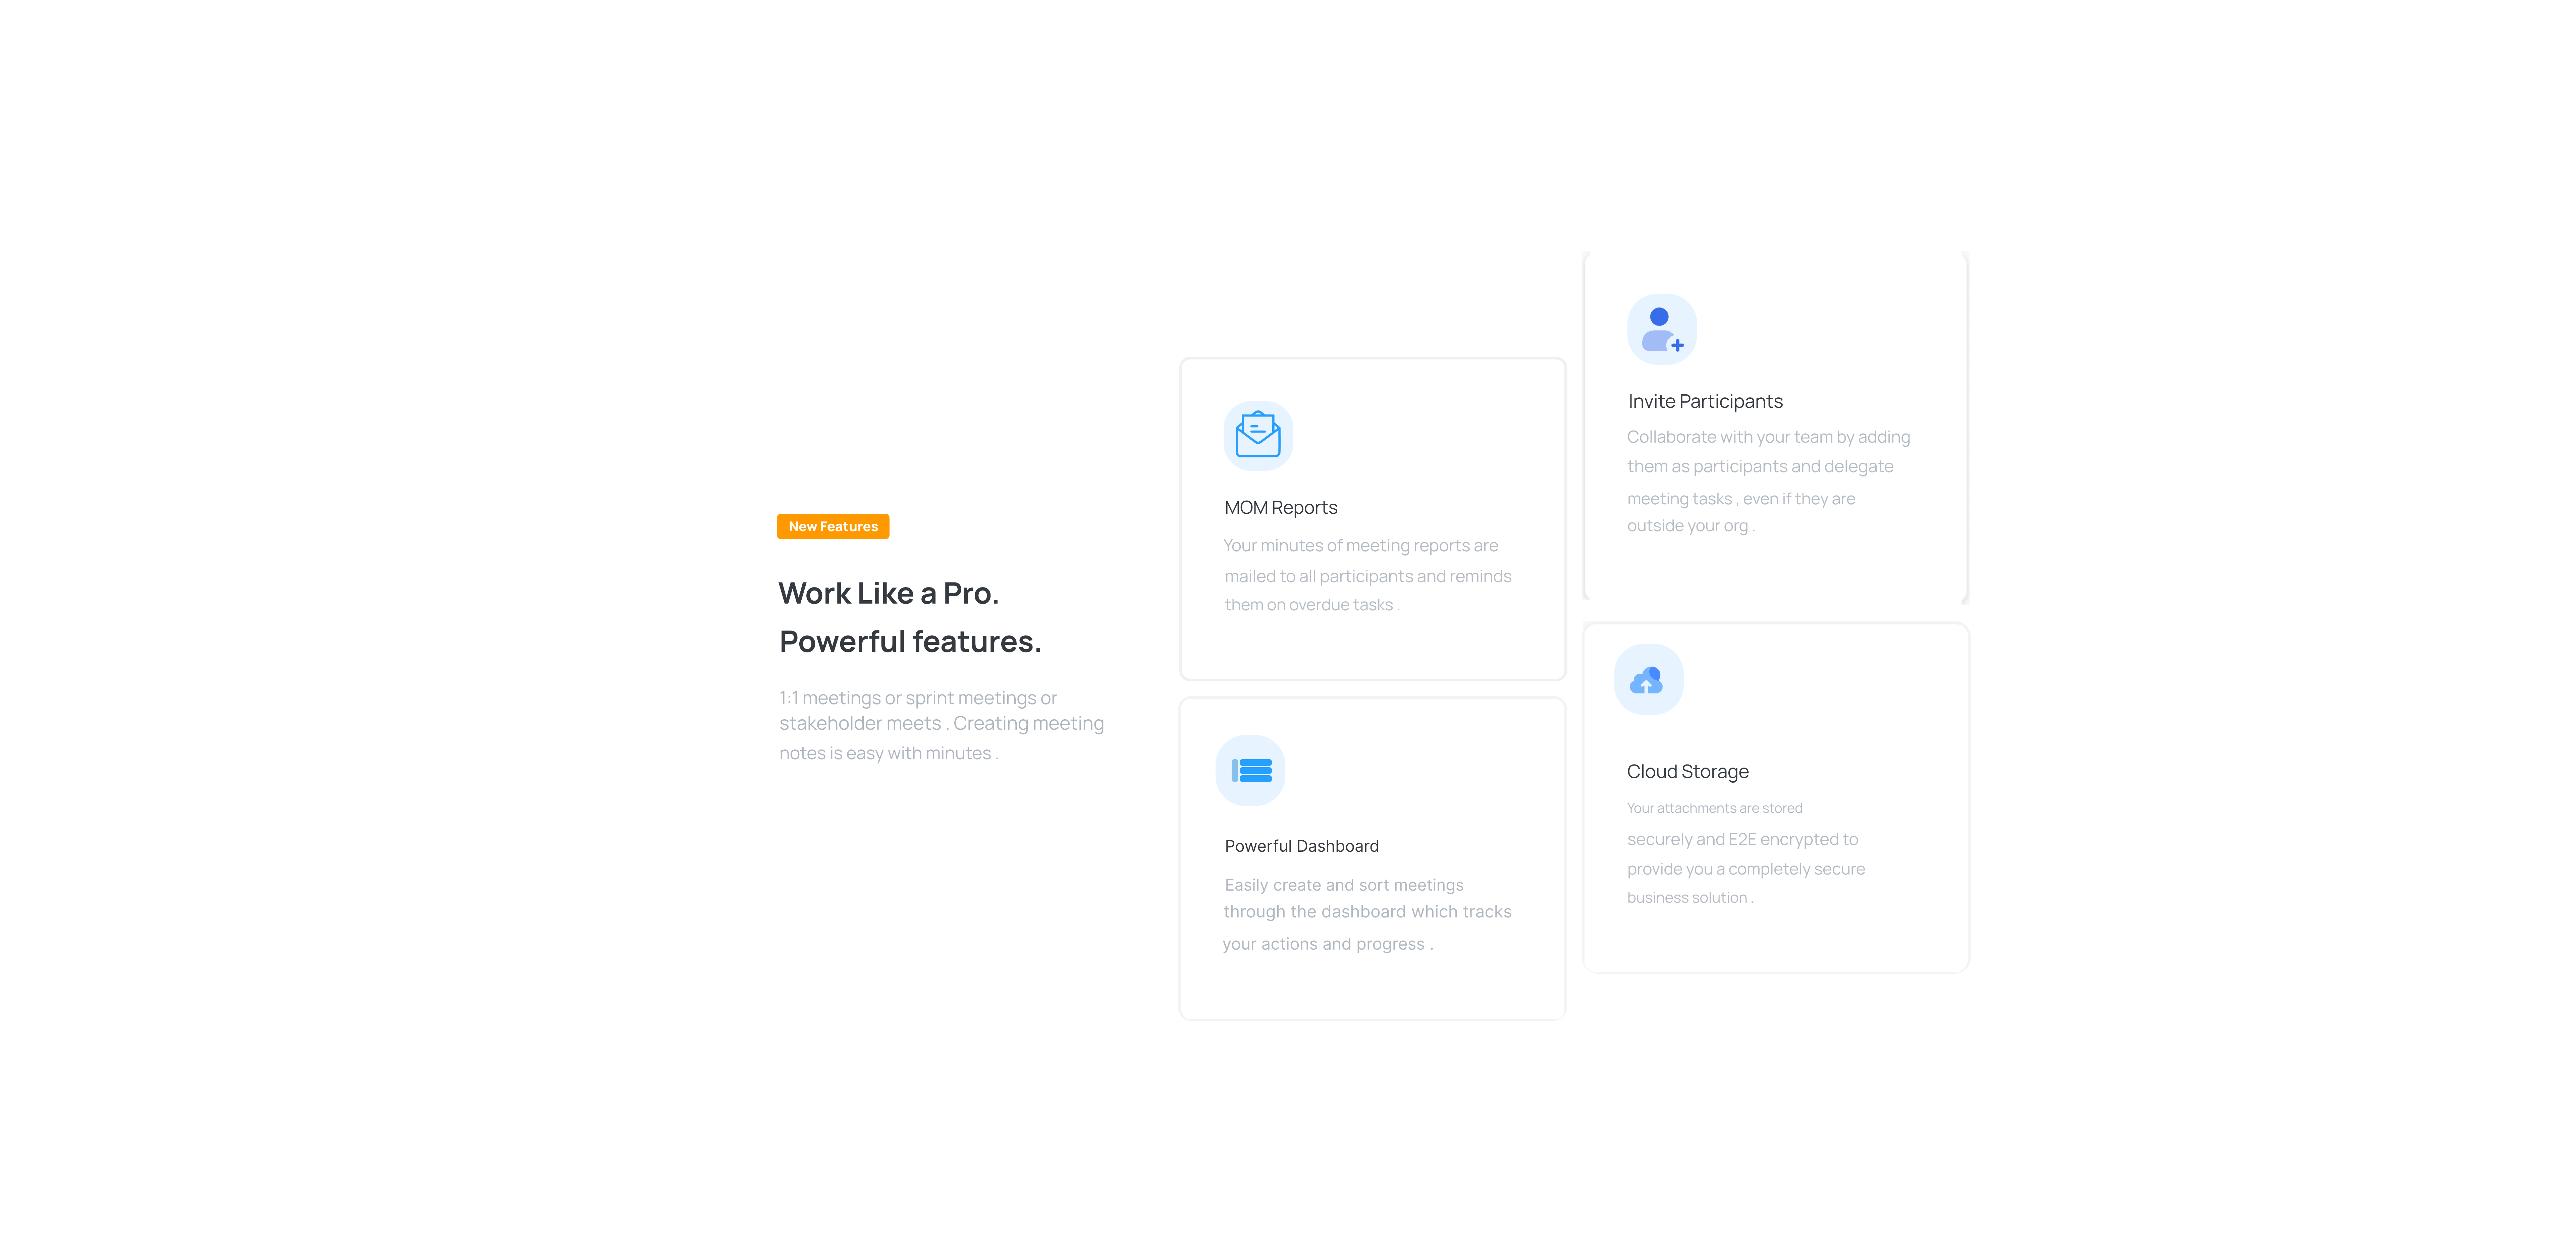 New Features
Work Like a Pro.
Powerful features.
1:1 meetings or sprint meetings or
stakeholder meets . Creating meeting
notes is easy with minutes .
MOM Reports
Your minutes of meeting reports are
mailed to all participants and reminds
them on overdue tasks .
Powerful Dashboard
Easily create and sort meetings
through the dashboard which tracks
your actions and progress .
Invite Participants
Collaborate with your team by adding
them as participants and delegate
meeting tasks , even if they are
outside your org .
Cloud Storage
Your attachments are stored
securely and E2E encrypted to
provide you a completely secure
business solution .